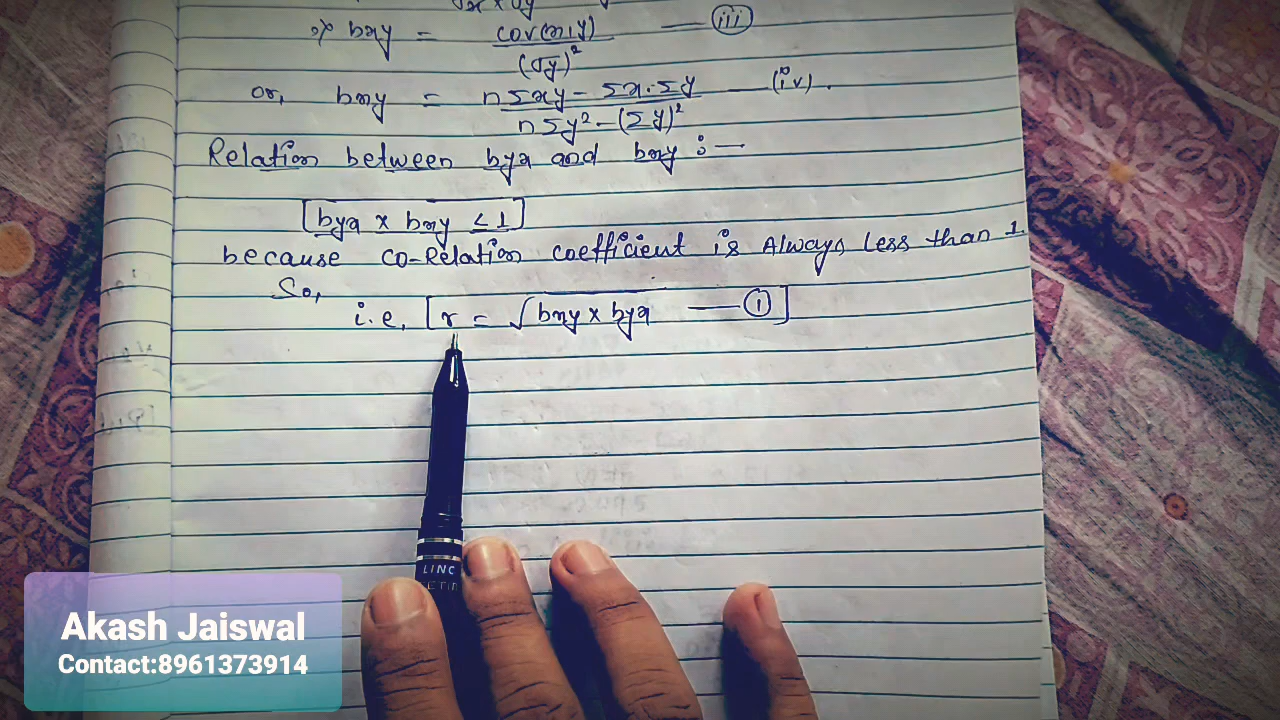 % bxy = cov(x,y) (iii)
(σy)²
or, bxy = nΣxy - Σx.Σy (iv).
nΣy² - (Σy)²
Relation between byx and bxy :-
[byx x bxy ≤ 1]
because co-Relation coefficient is Always Less than 1.
So,
i.e, [r = √bxy x byx — ①]
LINC
Akash Jaiswal
Contact:8961373914